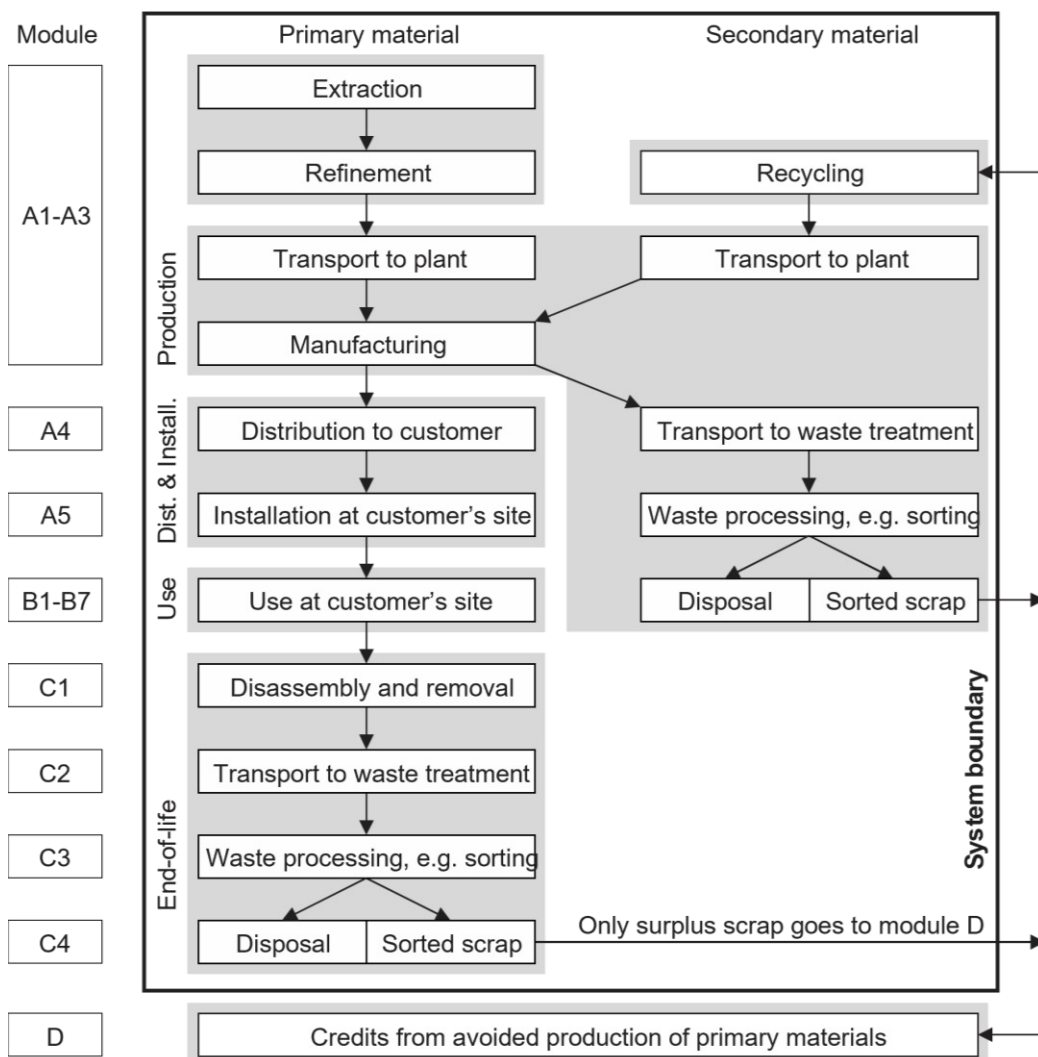 Module
Primary material
Secondary material
A1-A3
Extraction
Refinement
Recycling
Production
Transport to plant
Transport to plant
Manufacturing
A4
Dist. & Install.
Distribution to customer
Transport to waste treatment
A5
Installation at customer’s site
Waste processing, e.g. sorting
B1-B7
Use
Use at customer’s site
Disposal
Sorted scrap
C1
Disassembly and removal
System boundary
C2
Transport to waste treatment
End-of-life
C3
Waste processing, e.g. sorting
C4
Disposal
Sorted scrap
Only surplus scrap goes to module D
D
Credits from avoided production of primary materials